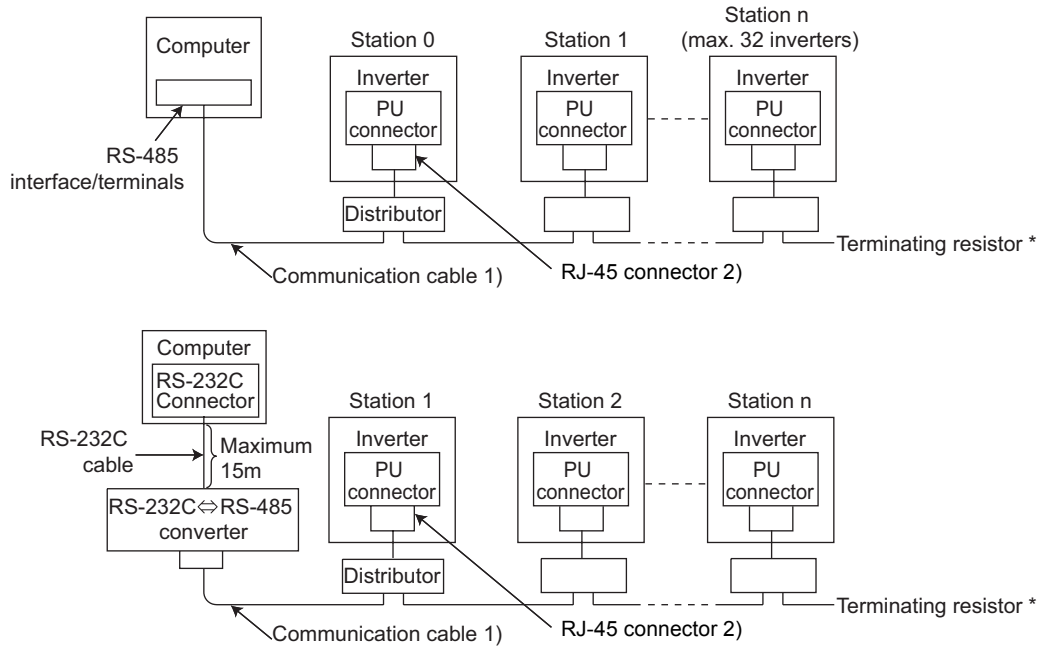 Computer
RS-485
interface/terminals
Station 0
Inverter
PU
connector
Distributor
Station 1
Inverter
PU
connector
Station n
(max. 32 inverters)
Inverter
PU
connector
Terminating resistor *
Communication cable 1)
RJ-45 connector 2)
Computer
RS-232C
Connector
RS-232C
cable
Maximum
15m
RS-232C⇔RS-485
converter
Station 1
Inverter
PU
connector
Distributor
Station 2
Inverter
PU
connector
Station n
Inverter
PU
connector
Terminating resistor *
Communication cable 1)
RJ-45 connector 2)